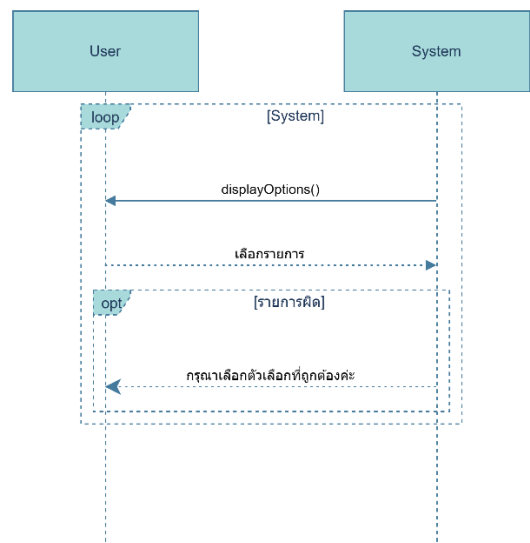 User
System
loop
[System]
displayOptions()
เลือกรายการ
opt
[รายการผิด]
กรุณาเลือกตัวเลือกที่ถูกต้องค่ะ